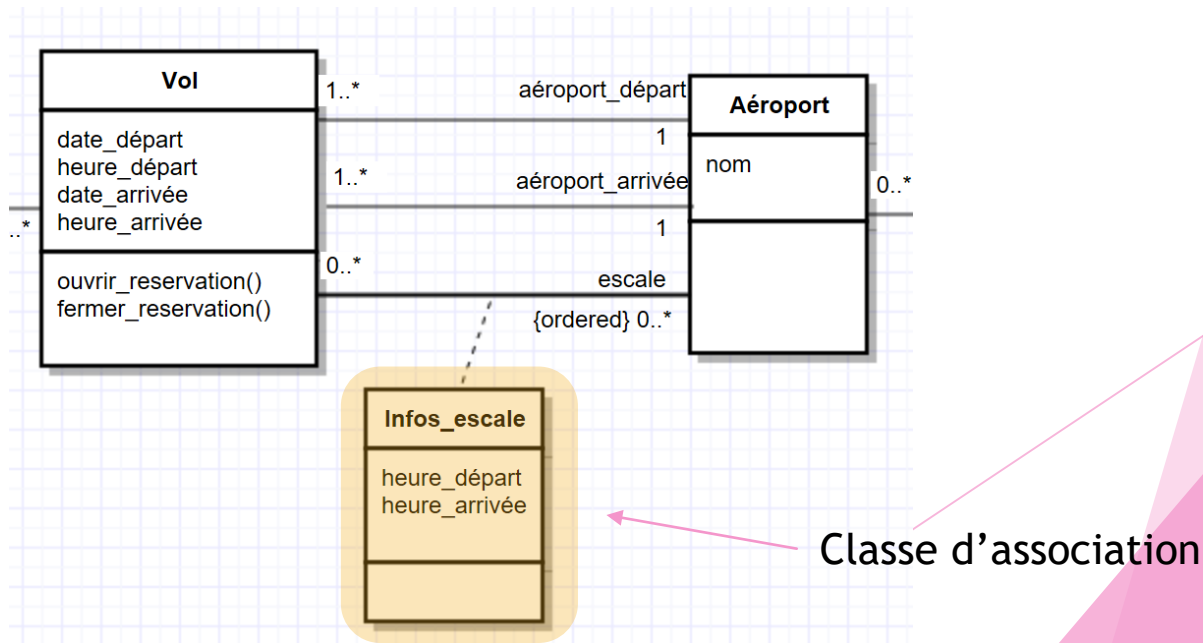 Vol
date_départ
heure_départ
date_arrivée
heure_arrivée
ouvrir_reservation()
fermer_reservation()
..*
1..*
aéroport_départ
1
1..*
aéroport_arrivée
1
0..*
escale
{ordered} 0..*
Aéroport
nom
0..*
Infos_escale
heure_départ
heure_arrivée
Classe d’association